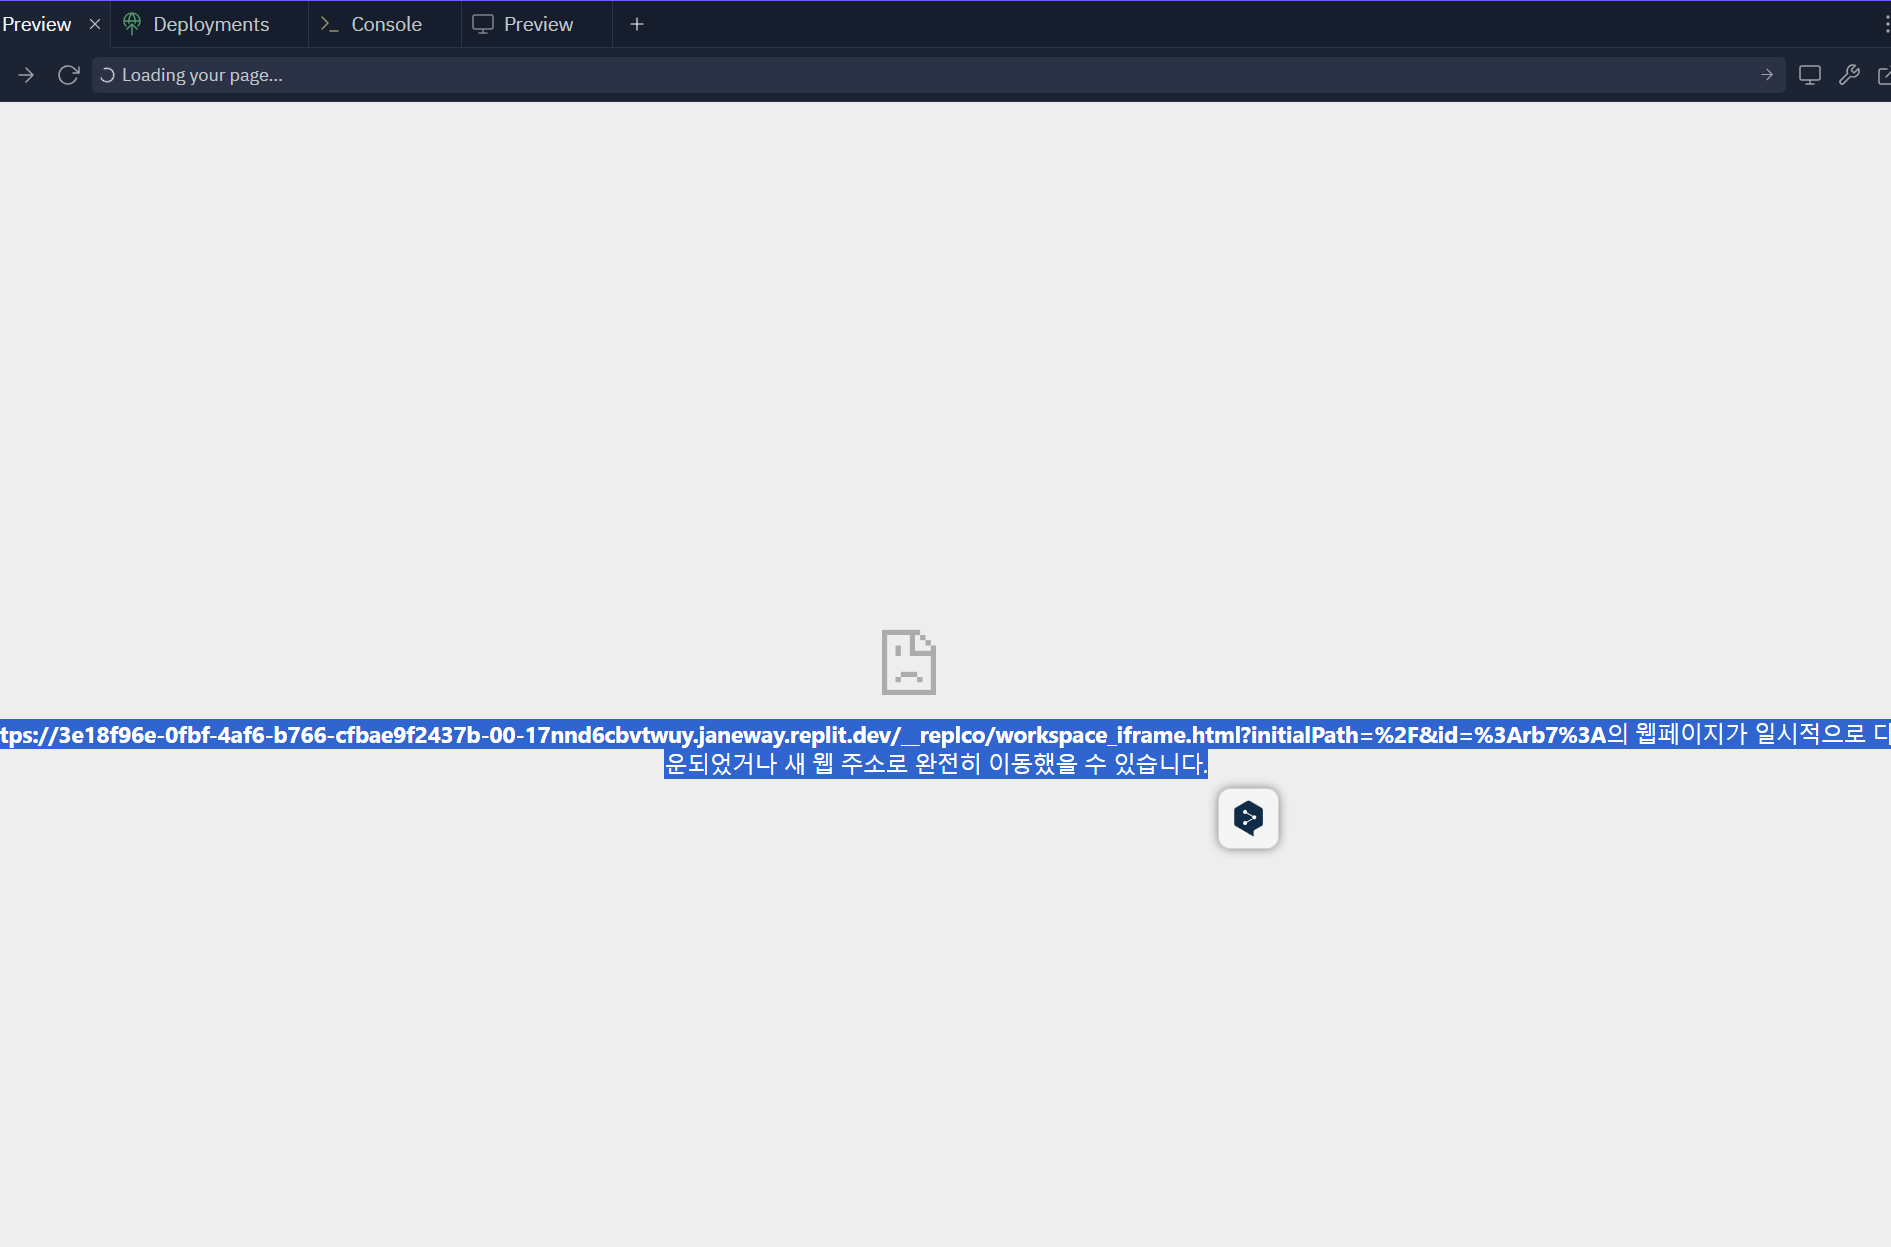 Preview
Deployments
Console
Preview
Loading your page...
tps://3e18f96e-0fbf-4af6-b766-cfbae9f2437b-00-17nnd6cbvtwuy.janeway.replit.dev/__replco/workspace_iframe.html?initialPath=%2F&id=%3Arb7%3A의 웹페이지가 일시적으로 다
운되었거나 새 웹 주소로 완전히 이동했을 수 있습니다.